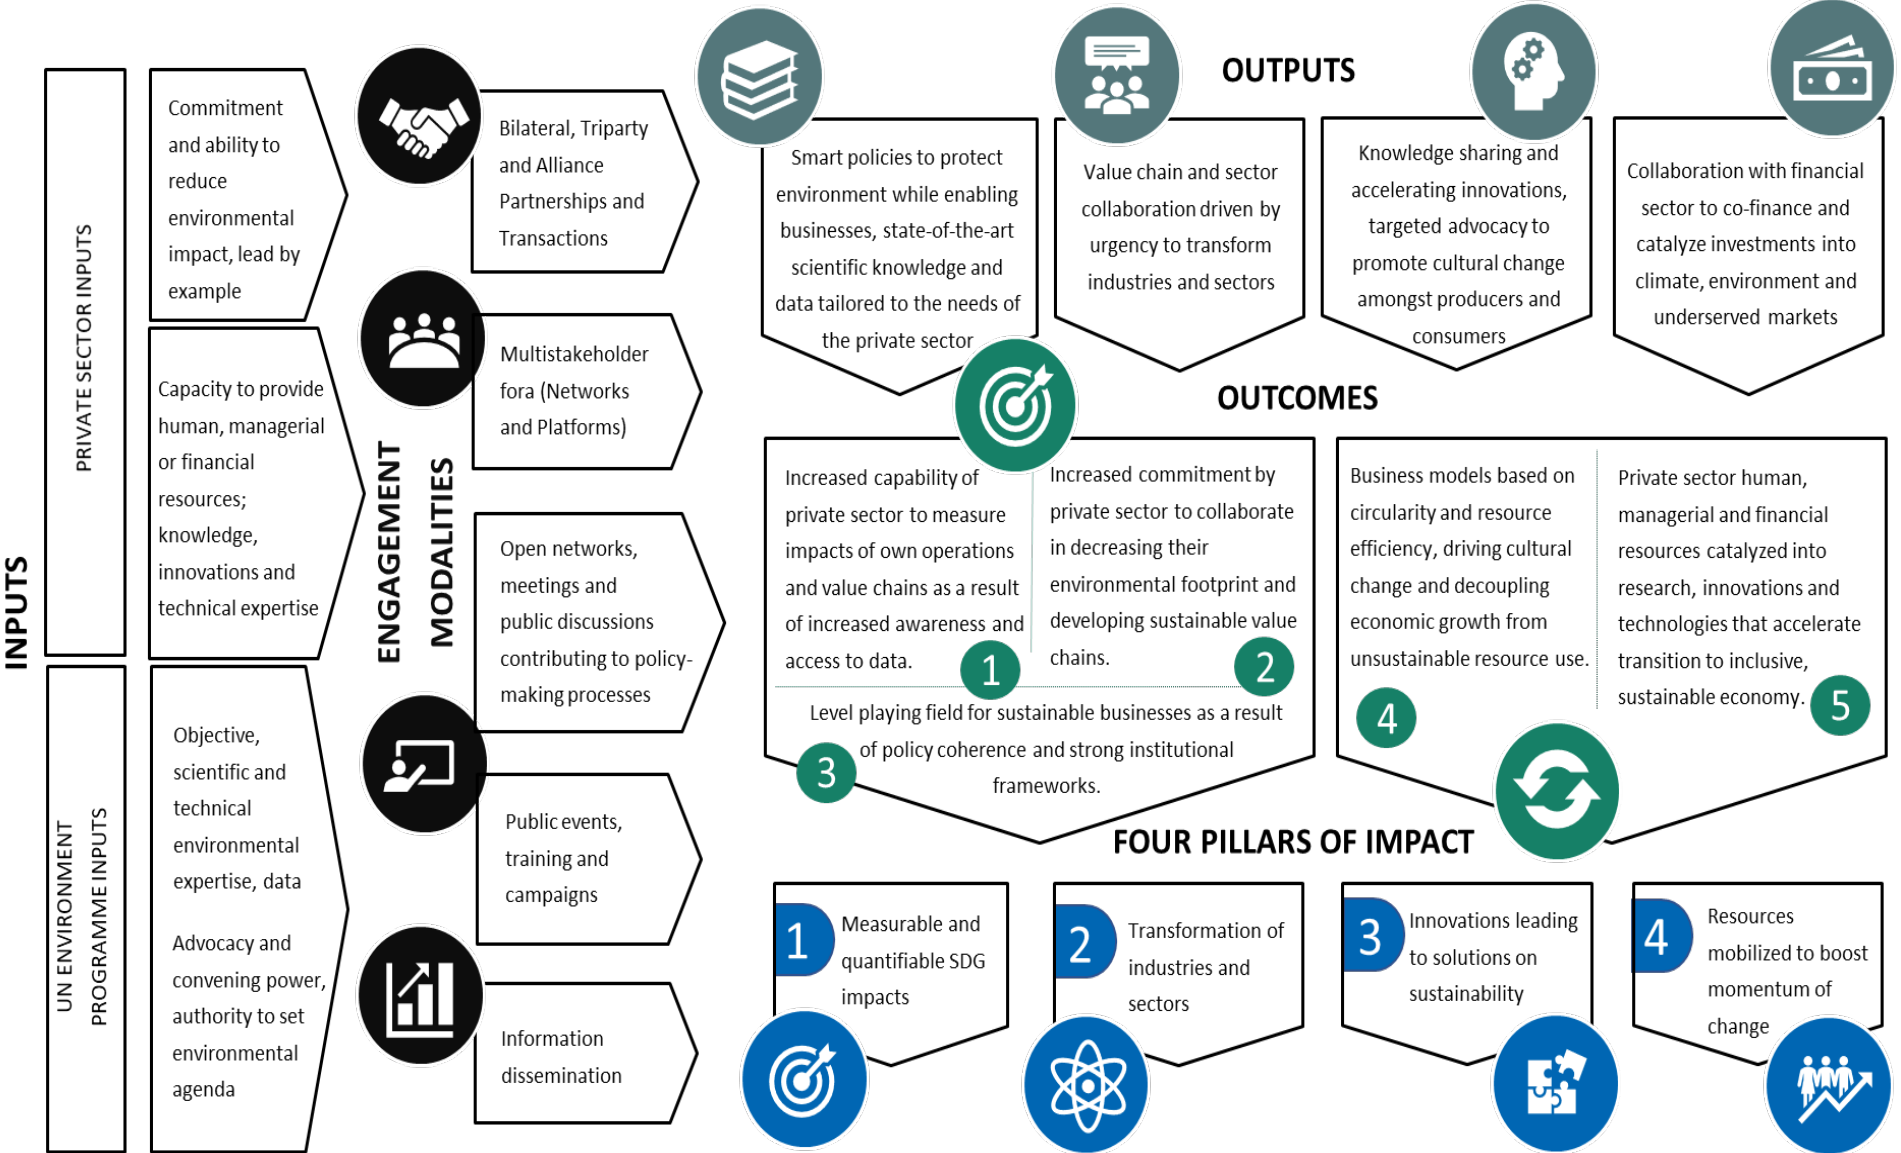 INPUTS
PRIVATE SECTOR INPUTS
Commitment
and ability to
reduce
environmental
impact, lead by
example
Capacity to provide
human, managerial
or financial
resources;
knowledge,
innovations and
technical expertise
UN ENVIRONMENT
PROGRAMME INPUTS
Objective,
scientific and
technical
environmental
expertise, data
Advocacy and
convening power,
authority to set
environmental
agenda
ENGAGEMENT
MODALITIES
Bilateral, Triparty
and Alliance
Partnerships and
Transactions
Multistakeholder
fora (Networks
and Platforms)
Open networks,
meetings and
public discussions
contributing to policy-
making processes
Public events,
training and
campaigns
Information
dissemination
OUTPUTS
Smart policies to protect
environment while enabling
businesses, state-of-the-art
scientific knowledge and
data tailored to the needs of
the private sector
Value chain and sector
collaboration driven by
urgency to transform
industries and sectors
Knowledge sharing and
accelerating innovations,
targeted advocacy to
promote cultural change
amongst producers and
consumers
Collaboration with financial
sector to co-finance and
catalyze investments into
climate, environment and
underserved markets
OUTCOMES
Increased capability of
private sector to measure
impacts of own operations
and value chains as a result
of increased awareness and
access to data.
1
Increased commitment by
private sector to collaborate
in decreasing their
environmental footprint and
developing sustainable value
chains.
2
Level playing field for sustainable businesses as a result
of policy coherence and strong institutional
frameworks.
3
Business models based on
circularity and resource
efficiency, driving cultural
change and decoupling
economic growth from
unsustainable resource use.
4
Private sector human,
managerial and financial
resources catalyzed into
research, innovations and
technologies that accelerate
transition to inclusive,
sustainable economy.
5
FOUR PILLARS OF IMPACT
1
Measurable and
quantifiable SDG
impacts
2
Transformation of
industries and
sectors
3
Innovations leading
to solutions on
sustainability
4
Resources
mobilized to boost
momentum of
change